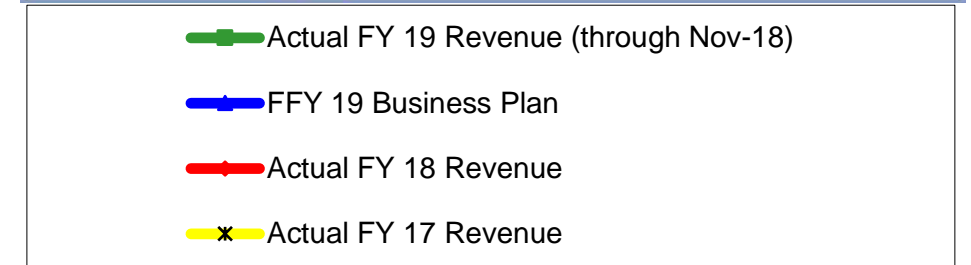 Actual FY 19 Revenue (through Nov-18)
FFY 19 Business Plan
Actual FY 18 Revenue
Actual FY 17 Revenue